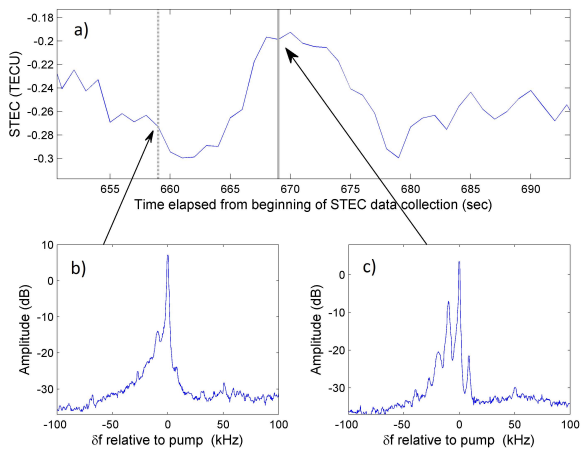 a)
STEC (TECU)
-0.18
-0.2
-0.22
-0.24
-0.26
-0.28
-0.3
655 660 665 670 675 680 685 690
Time elapsed from beginning of STEC data collection (sec)
b)
Amplitude (dB)
10
0
-10
-20
-30
-100 -50 0 50 100
δf relative to pump (kHz)
c)
Amplitude (dB)
0
-10
-20
-30
-100 -50 0 50 100
δf relative to pump (kHz)